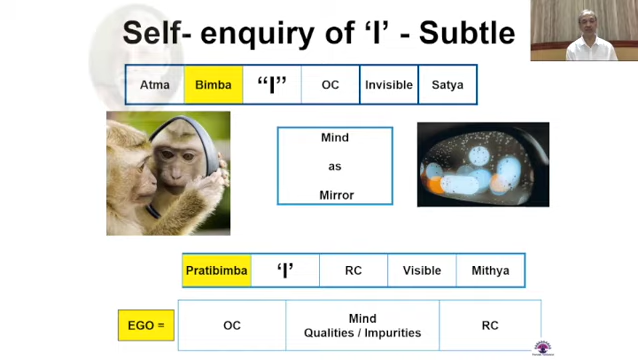 Self- enquiry of 'I' - Subtle
Atma Bimba "I" OC Invisible Satya
Mind
as
Mirror
Pratibimba 'I' RC Visible Mithya
EGO = OC Mind RC
Qualities / Impurities